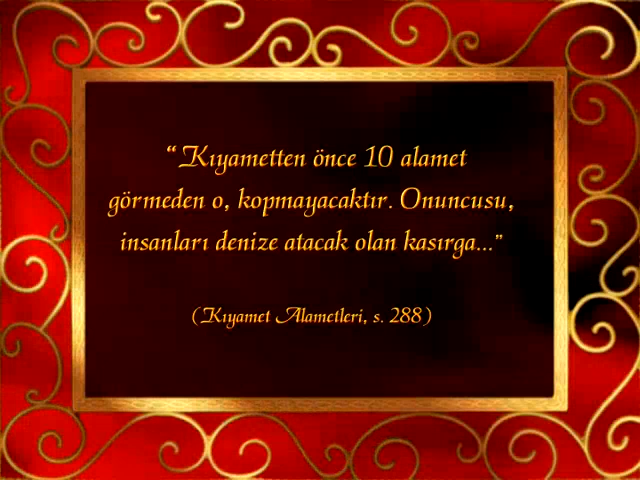 “Kıyametten önce 10 alamet
görmeden o, kopmayacaktır. Onuncusu,
insanları denize atacak olan kasırga...”
(Kıyamet Alametleri, s. 288)